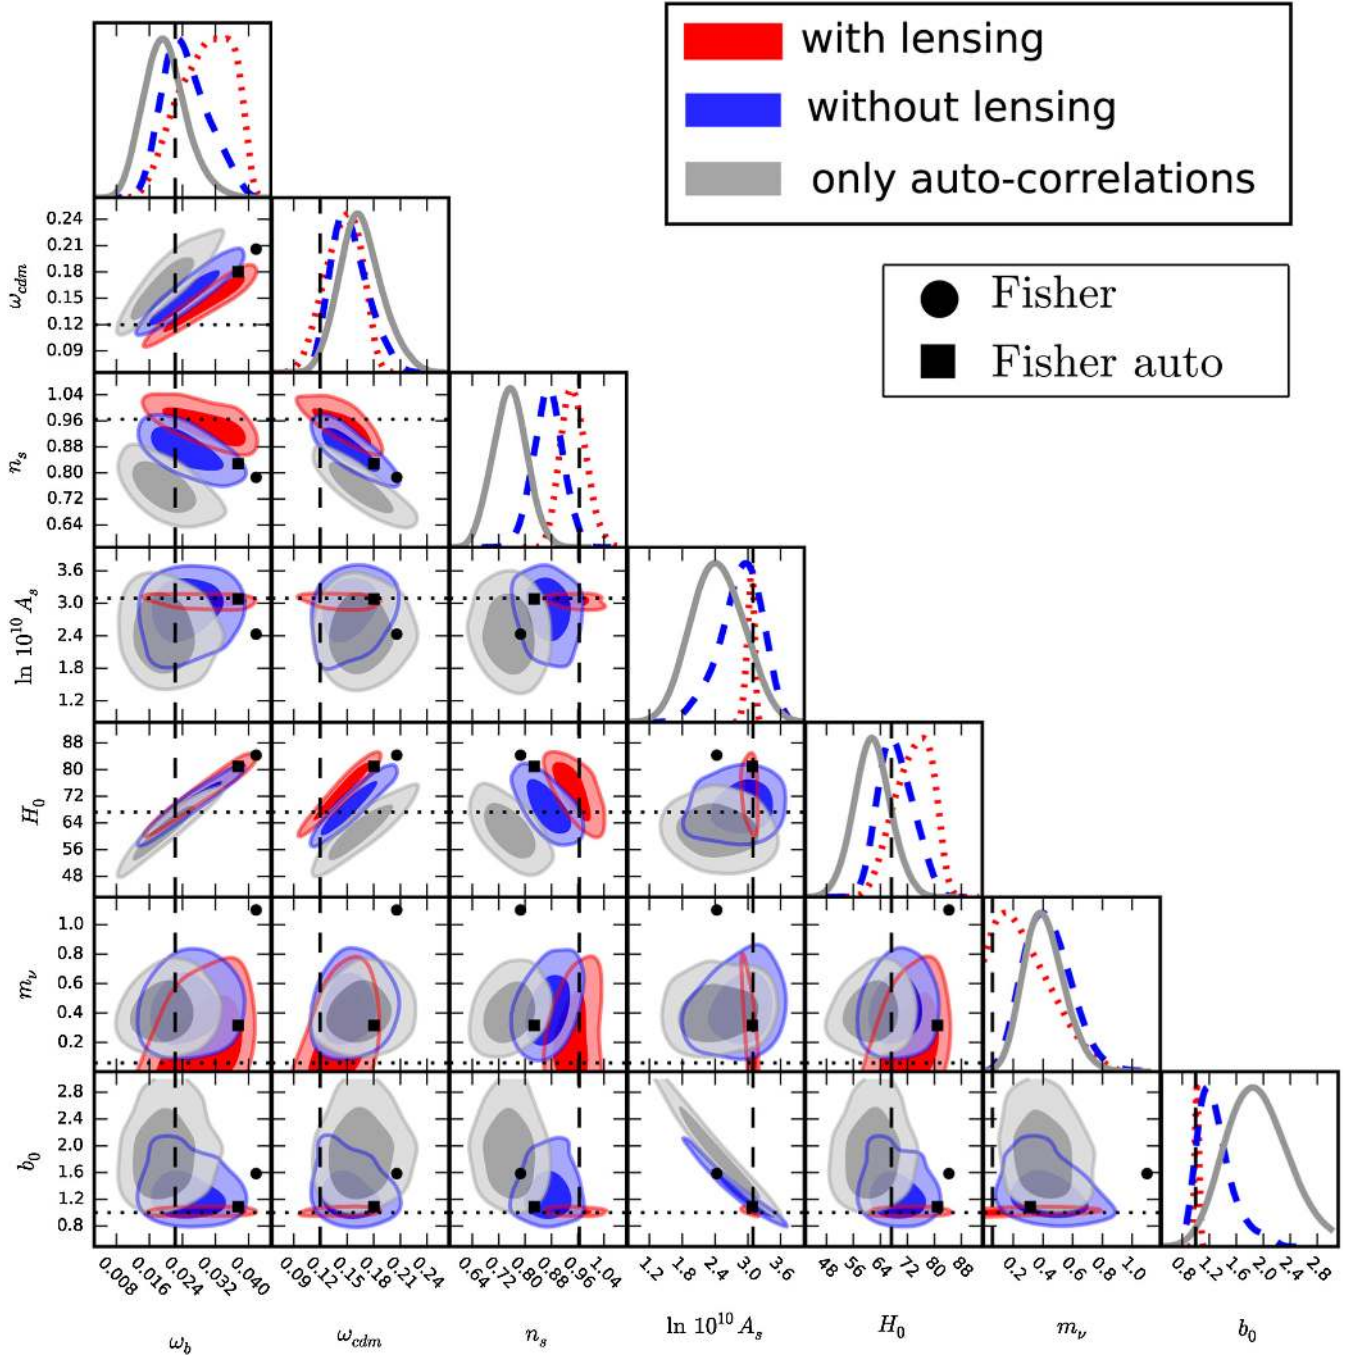 with lensing
without lensing
only auto-correlations
Fisher
Fisher auto
0.24
0.21
0.18
0.15
0.12
0.09
ω_cdm
1.04
0.96
0.88
0.80
0.72
0.64
n_s
3.6
3.0
2.4
1.8
1.2
ln 10^10 A_s
88
80
72
64
56
48
H_0
1.0
0.8
0.6
0.4
0.2
m_ν
2.8
2.4
2.0
1.6
1.2
0.8
b_0
0.008 0.016 0.024 0.032 0.040 0.09 0.12 0.15 0.18 0.21 0.24 0.64 0.72 0.80 0.88 0.96 1.04 1.2 1.8 2.4 3.0 3.6 48 56 64 72 80 88 0.2 0.4 0.6 0.8 1.0 0.8 1.2 1.6 2.0 2.4 2.8
ω_b ω_cdm n_s ln 10^10 A_s H_0 m_ν b_0